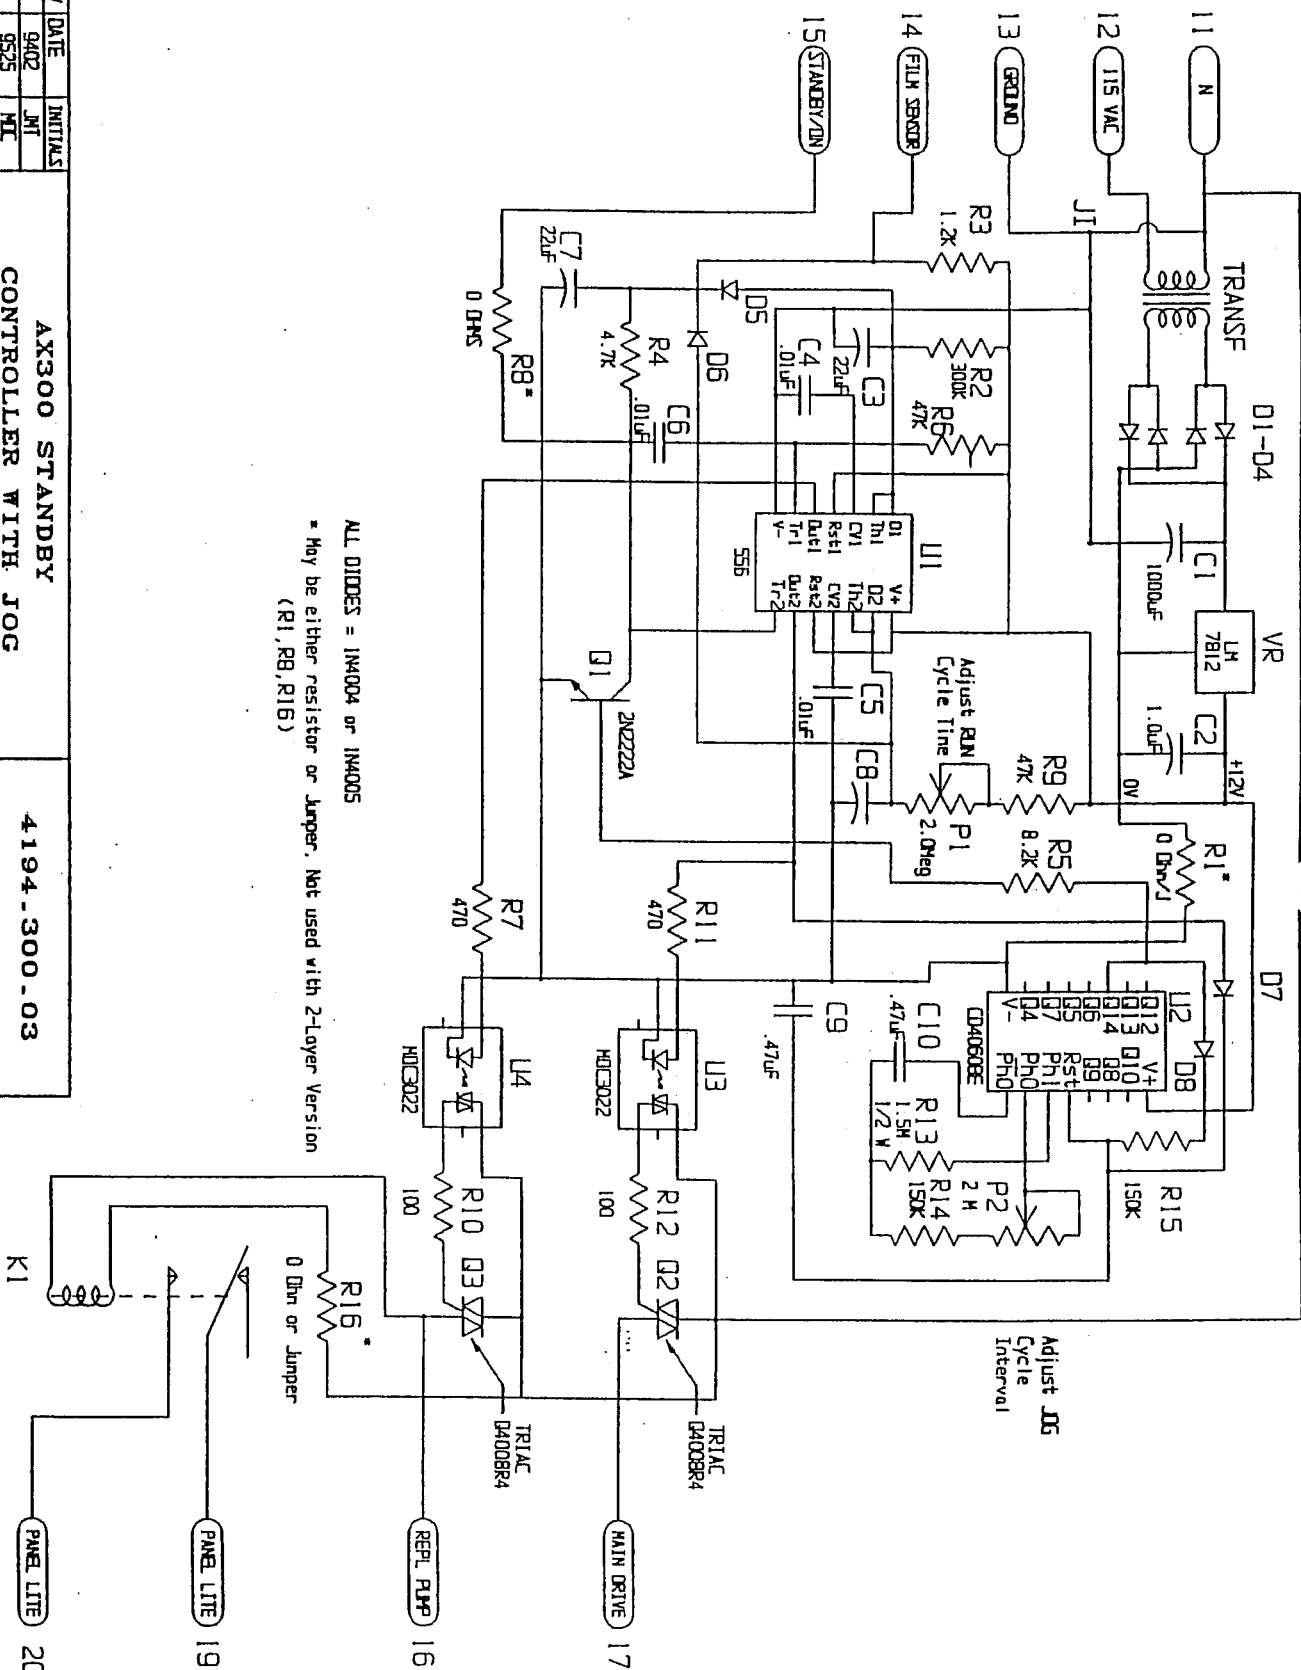 11
N
12
115 VAC
13
GROUND
14
FILM SENSOR
15
STANDBY/ON
TRANSF
J1
D1-D4
C1
1000uF
VR
LM
7812
C2
1.0uF
+12V
0V
R1*
0 Ohm/J
D7
R3
1.2K
R2
300K
C3
22uF
C4
.01uF
R6
47K
D5
D6
C7
22uF
R4
4.7K
C6
.01uF
R8*
0 OHMS
U1
556
D1
Th1
CV1
Rst1
Out1
Tr1
V-
V+
D2
Th2
CV2
Rst2
Out2
Tr2
Q1
2N2222A
C5
.01uF
Adjust RUN
Cycle Time
C8
P1
2.0Meg
R9
47K
R5
8.2K
R7
470
R11
470
C9
.47uF
C10
.47uF
U2
CD4060BE
Q12
Q13
Q14
Q6
Q5
Q7
Q4
V-
V+
Q10
Q8
Q9
Rst
Ph1
Ph0
Ph0
D8
R13
1.5M
1/2 W
R14
150K
P2
2 M
R15
150K
Adjust JOG
Cycle
Interval
U3
MOC3022
U4
MOC3022
R12
100
R10
100
Q2
Q3
TRIAC
Q4008R4
TRIAC
Q4008R4
R16 *
0 Ohm or Jumper
K1
MAIN DRIVE
17
REPL PUMP
16
PANEL LITE
19
PANEL LITE
20
ALL DIODES = 1N4004 or 1N4005
* May be either resistor or Jumper. Not used with 2-Layer Version
(R1,R8,R16)
DATE
INITIALS
9402
JMT
9525
MDC
AX300 STANDBY
CONTROLLER WITH JOG
4194-300-03